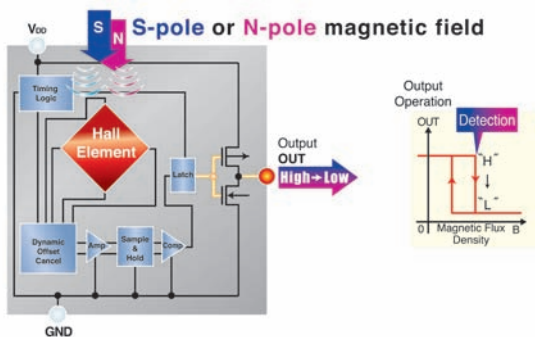 S-pole or N-pole magnetic field
S
N
VDD
Timing
Logic
Hall
Element
Latch
Output
OUT
High→Low
Dynamic
Offset
Cancel
Amp
Sample
&
Hold
Comp
GND
Output
Operation
OUT
Detection
"H"
↓
"L"
0
Magnetic Flux
Density
B